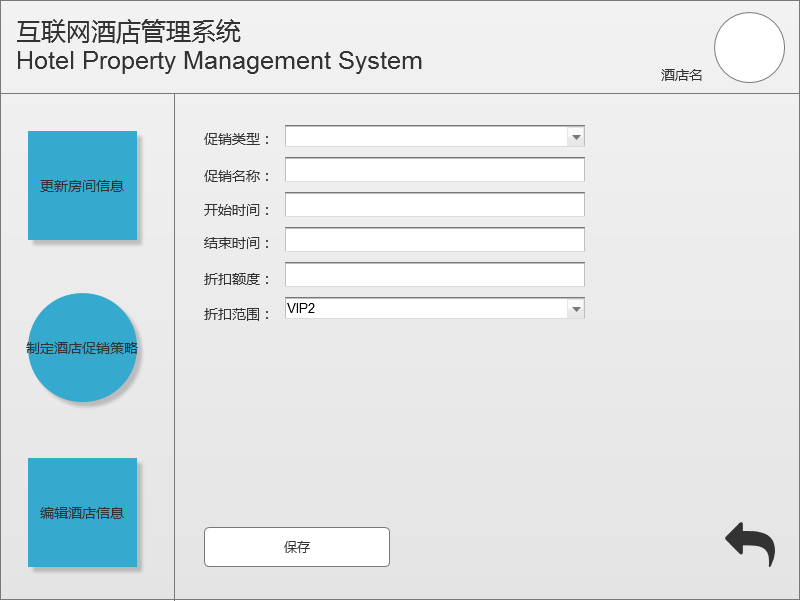 互联网酒店管理系统
Hotel Property Management System
酒店名
更新房间信息
制定酒店促销策略
编辑酒店信息
促销类型：
促销名称：
开始时间：
结束时间：
折扣额度：
折扣范围：
VIP2
保存